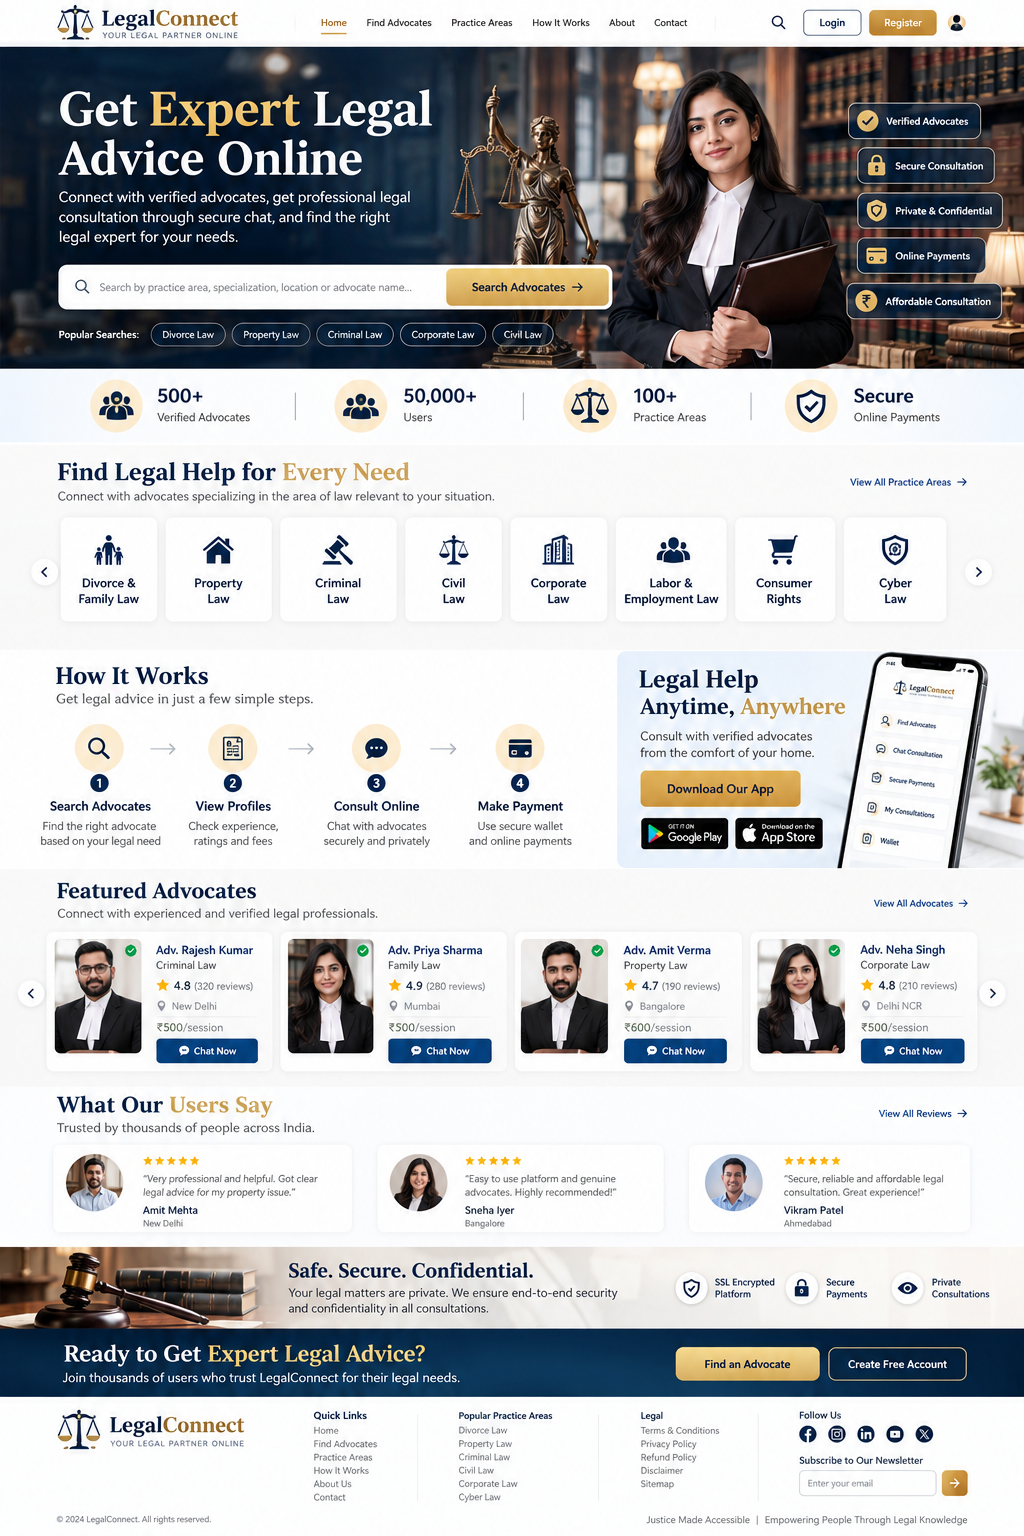 LegalConnect
YOUR LEGAL PARTNER ONLINE
Home
Find Advocates
Practice Areas
How It Works
About
Contact
Login
Register
Get Expert Legal
Advice Online
Connect with verified advocates, get professional legal
consultation through secure chat, and find the right
legal expert for your needs.
Search by practice area, specialization, location or advocate name...
Search Advocates →
Popular Searches:
Divorce Law
Property Law
Criminal Law
Corporate Law
Civil Law
Verified Advocates
Secure Consultation
Private & Confidential
Online Payments
₹ Affordable Consultation
500+
Verified Advocates
50,000+
Users
100+
Practice Areas
Secure
Online Payments
Find Legal Help for Every Need
Connect with advocates specializing in the area of law relevant to your situation.
View All Practice Areas →
Divorce &
Family Law
Property
Law
Criminal
Law
Civil
Law
Corporate
Law
Labor &
Employment Law
Consumer
Rights
Cyber
Law
How It Works
Get legal advice in just a few simple steps.
1
Search Advocates
Find the right advocate
based on your legal need
2
View Profiles
Check experience,
ratings and fees
3
Consult Online
Chat with advocates
securely and privately
4
Make Payment
Use secure wallet
and online payments
Legal Help
Anytime, Anywhere
Consult with verified advocates
from the comfort of your home.
Download Our App
GET IT ON
Google Play
Download on the
App Store
9:41
LegalConnect
Find Advocates
Chat Consultation
Secure Payments
My Consultations
Wallet
Featured Advocates
Connect with experienced and verified legal professionals.
View All Advocates →
Adv. Rajesh Kumar
Criminal Law
4.8 (320 reviews)
New Delhi
₹500/session
Chat Now
Adv. Priya Sharma
Family Law
4.9 (280 reviews)
Mumbai
₹500/session
Chat Now
Adv. Amit Verma
Property Law
4.7 (190 reviews)
Bangalore
₹600/session
Chat Now
Adv. Neha Singh
Corporate Law
4.8 (210 reviews)
Delhi NCR
₹500/session
Chat Now
What Our Users Say
Trusted by thousands of people across India.
View All Reviews →
"Very professional and helpful. Got clear
legal advice for my property issue."
Amit Mehta
New Delhi
"Easy to use platform and genuine
advocates. Highly recommended!"
Sneha Iyer
Bangalore
"Secure, reliable and affordable legal
consultation. Great experience!"
Vikram Patel
Ahmedabad
Safe. Secure. Confidential.
Your legal matters are private. We ensure end-to-end security
and confidentiality in all consultations.
SSL Encrypted
Platform
Secure
Payments
Private
Consultations
Ready to Get Expert Legal Advice?
Join thousands of users who trust LegalConnect for their legal needs.
Find an Advocate
Create Free Account
LegalConnect
YOUR LEGAL PARTNER ONLINE
Quick Links
Home
Find Advocates
Practice Areas
How It Works
About Us
Contact
Popular Practice Areas
Divorce Law
Property Law
Criminal Law
Civil Law
Corporate Law
Cyber Law
Legal
Terms & Conditions
Privacy Policy
Refund Policy
Disclaimer
Sitemap
Follow Us
Subscribe to Our Newsletter
Enter your email
© 2024 LegalConnect. All rights reserved.
Justice Made Accessible | Empowering People Through Legal Knowledge